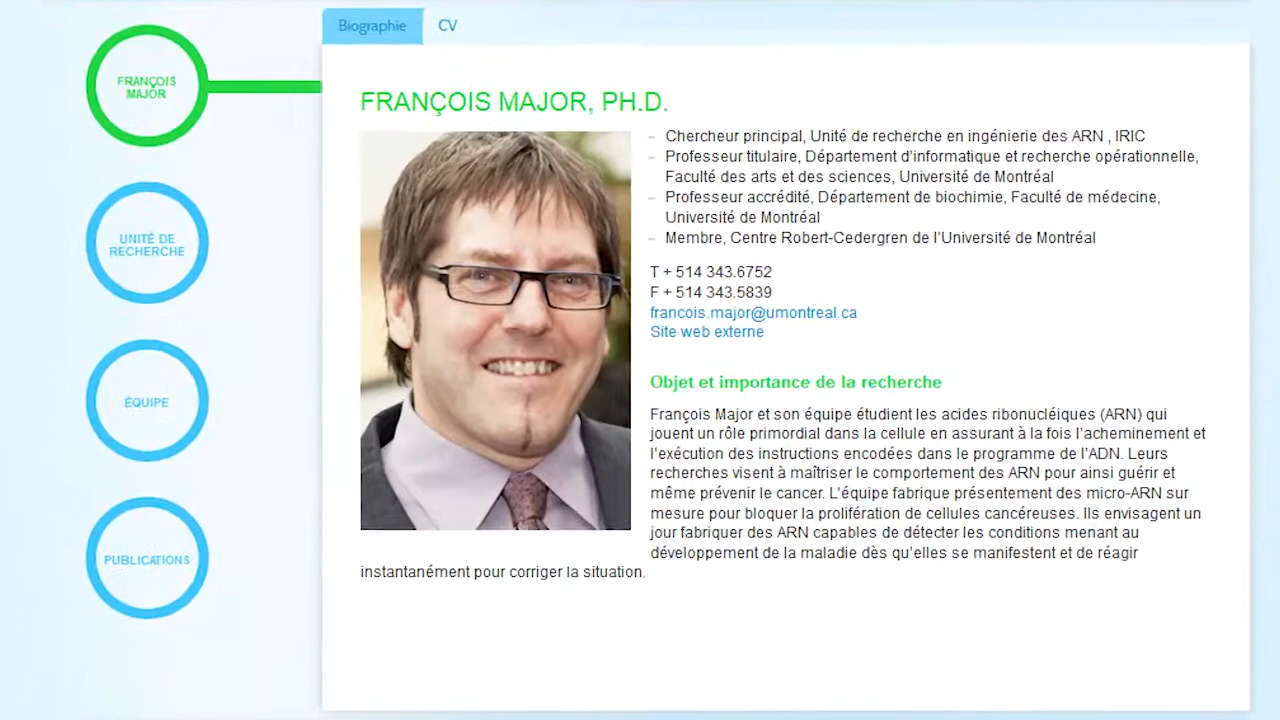 Biographie CV
FRANÇOIS
MAJOR
UNITÉ DE
RECHERCHE
ÉQUIPE
PUBLICATIONS
FRANÇOIS MAJOR, PH.D.
– Chercheur principal, Unité de recherche en ingénierie des ARN , IRIC
– Professeur titulaire, Département d’informatique et recherche opérationnelle,
Faculté des arts et des sciences, Université de Montréal
– Professeur accrédité, Département de biochimie, Faculté de médecine,
Université de Montréal
– Membre, Centre Robert-Cedergren de l’Université de Montréal
T + 514 343.6752
F + 514 343.5839
francois.major@umontreal.ca
Site web externe
Objet et importance de la recherche
François Major et son équipe étudient les acides ribonucléiques (ARN) qui
jouent un rôle primordial dans la cellule en assurant à la fois l’acheminement et
l’exécution des instructions encodées dans le programme de l’ADN. Leurs
recherches visent à maîtriser le comportement des ARN pour ainsi guérir et
même prévenir le cancer. L’équipe fabrique présentement des micro-ARN sur
mesure pour bloquer la prolifération de cellules cancéreuses. Ils envisagent un
jour fabriquer des ARN capables de détecter les conditions menant au
développement de la maladie dès qu’elles se manifestent et de réagir
instantanément pour corriger la situation.